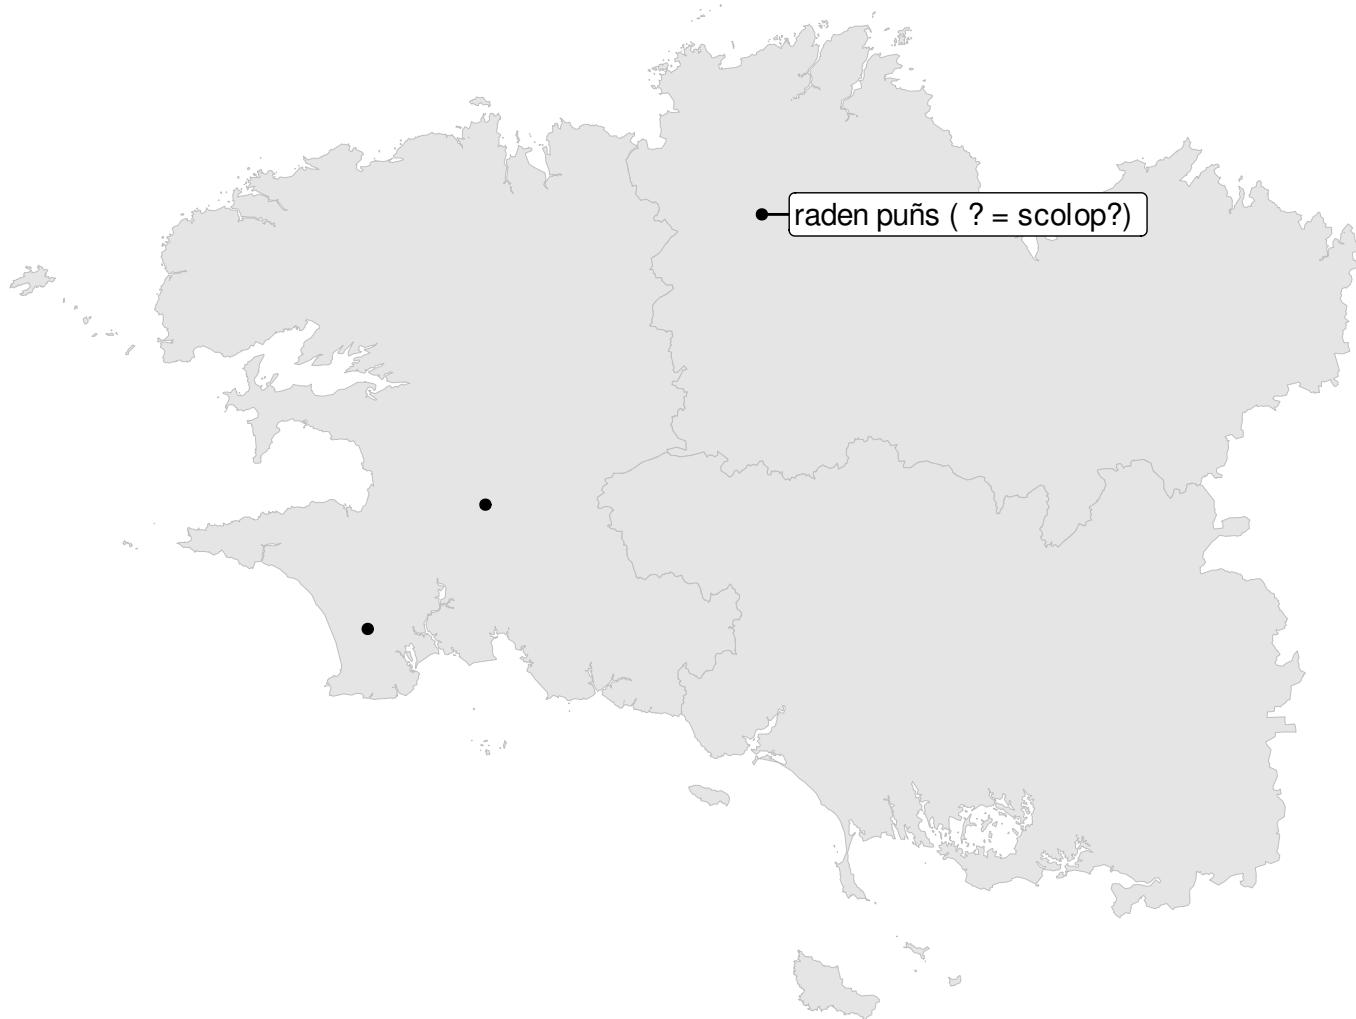 raden puñs ( ? = scolop?)